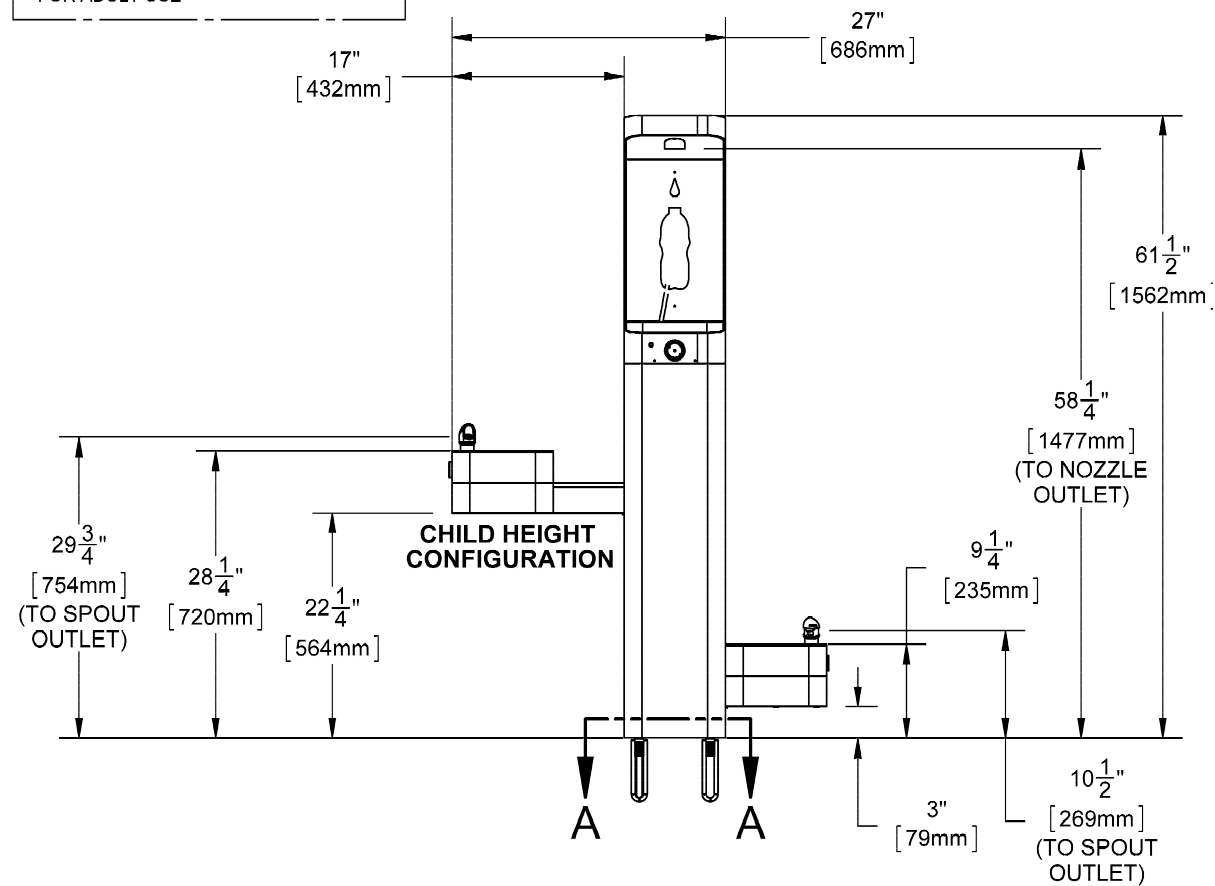 27"
[686mm]
17"
[432mm]
61 1/2"
[1562mm]
58 1/4"
[1477mm]
(TO NOZZLE
OUTLET)
CHILD HEIGHT
CONFIGURATION
29 3/4"
[754mm]
(TO SPOUT
OUTLET)
28 1/4"
[720mm]
22 1/4"
[564mm]
9 1/4"
[235mm]
A
A
3"
[79mm]
10 1/2"
[269mm]
(TO SPOUT
OUTLET)